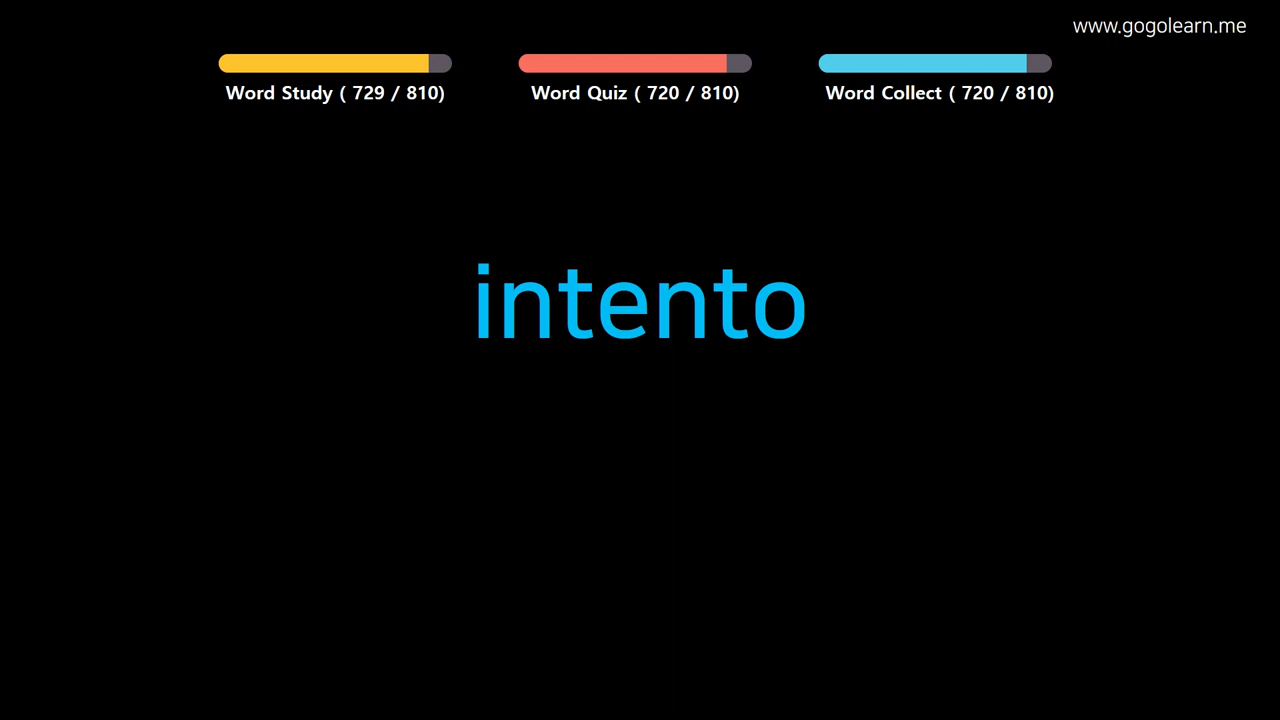 www.gogolearn.me
Word Study ( 729 / 810)
Word Quiz ( 720 / 810)
Word Collect ( 720 / 810)
intento